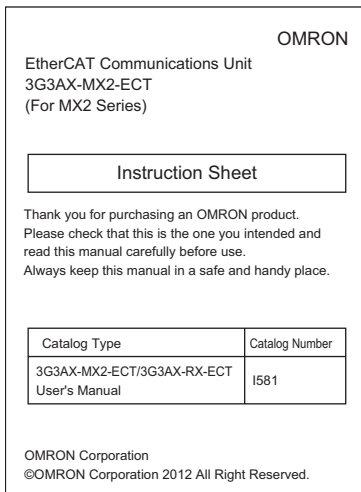 OMRON
EtherCAT Communications Unit
3G3AX-MX2-ECT
(For MX2 Series)
Instruction Sheet
Thank you for purchasing an OMRON product.
Please check that this is the one you intended and
read this manual carefully before use.
Always keep this manual in a safe and handy place.
Catalog Type Catalog Number
3G3AX-MX2-ECT/3G3AX-RX-ECT
User's Manual I581
OMRON Corporation
©OMRON Corporation 2012 All Right Reserved.